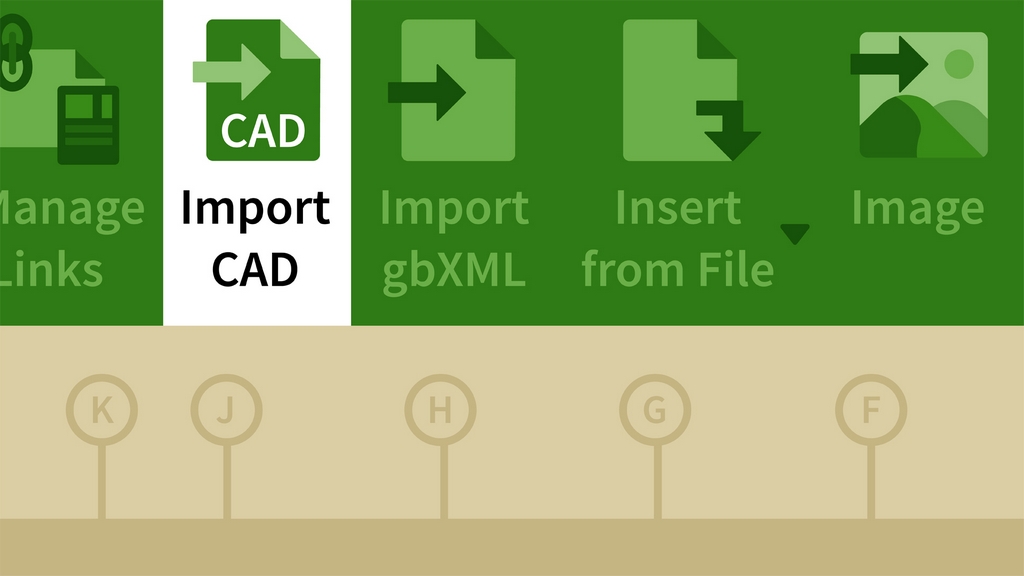 CAD
Manage
Links
Import
CAD
Import
gbXML
Insert
from File
Image
K J H G F